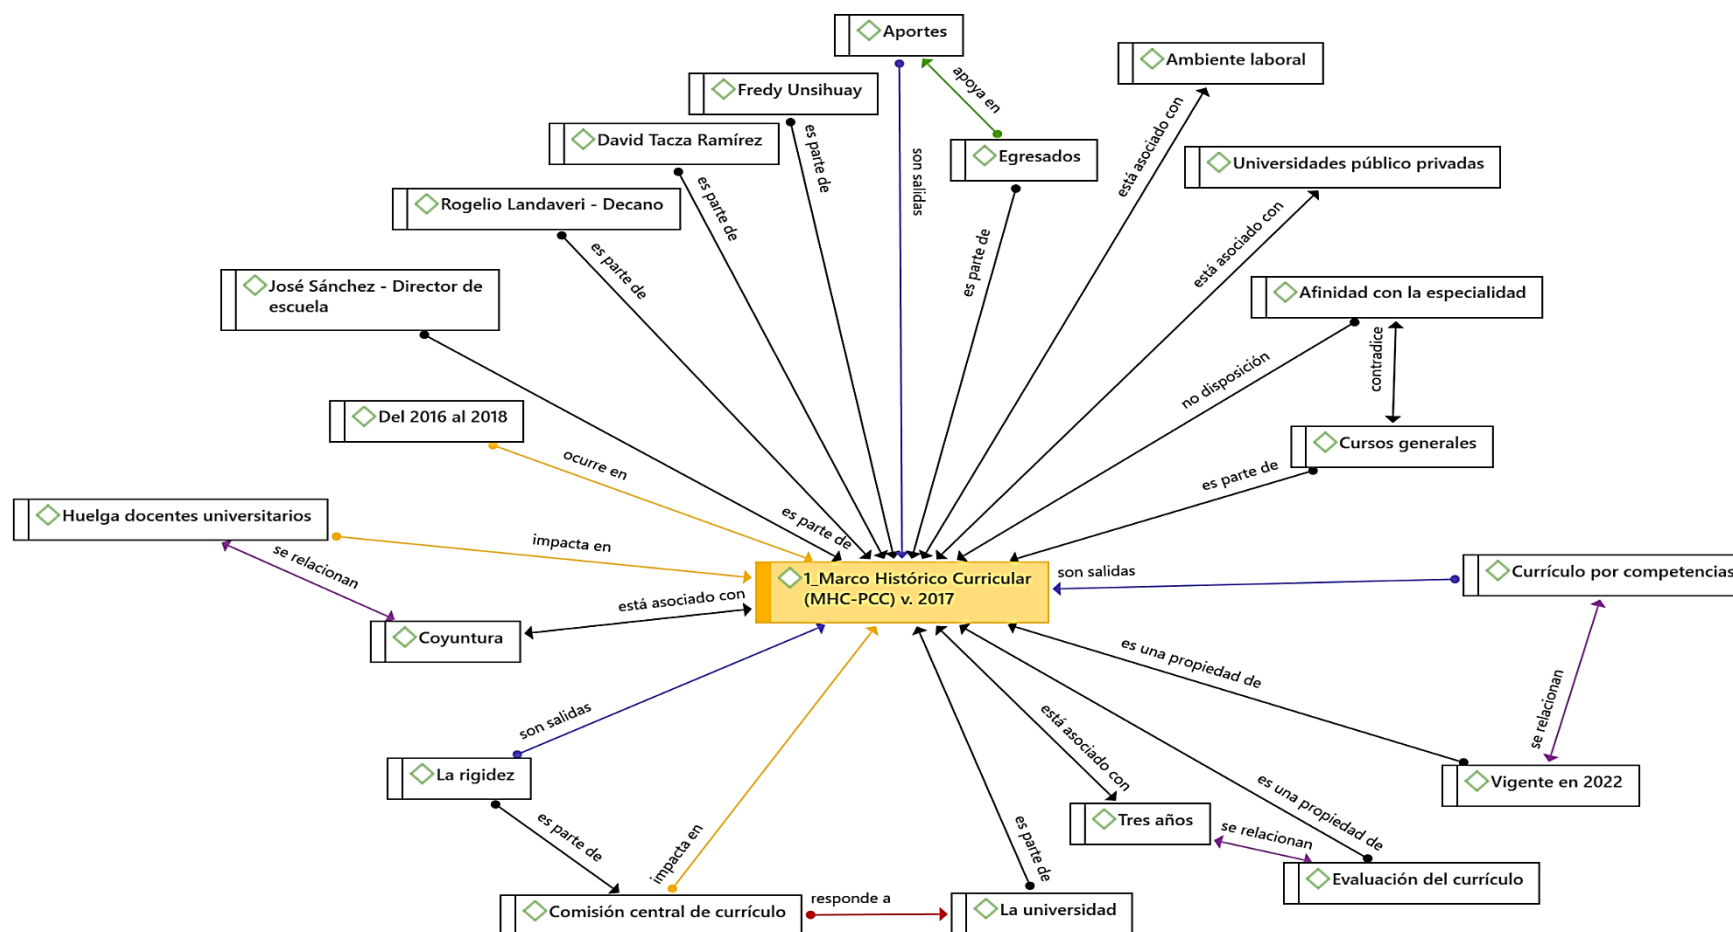 Aportes
Ambiente laboral
apoya en
Fredy Unsihuay
es parte de
está asociado con
David Tacza Ramírez
son salidas
Egresados
Universidades público privadas
es parte de
Rogelio Landaveri - Decano
es parte de
es parte de
está asociado con
José Sánchez - Director de
escuela
Afinidad con la especialidad
contradice
no disposición
Del 2016 al 2018
ocurre en
Cursos generales
es parte de
Huelga docentes universitarios
es parte de
impacta en
se relacionan
1_Marco Histórico Curricular
(MHC-PCC) v. 2017
son salidas
Currículo por competencias
está asociado con
Coyuntura
es una propiedad de
se relacionan
son salidas
está asociado con
La rigidez
Vigente en 2022
es una propiedad de
es parte de
Tres años
se relacionan
impacta en
es parte de
Evaluación del currículo
Comisión central de currículo
responde a
La universidad